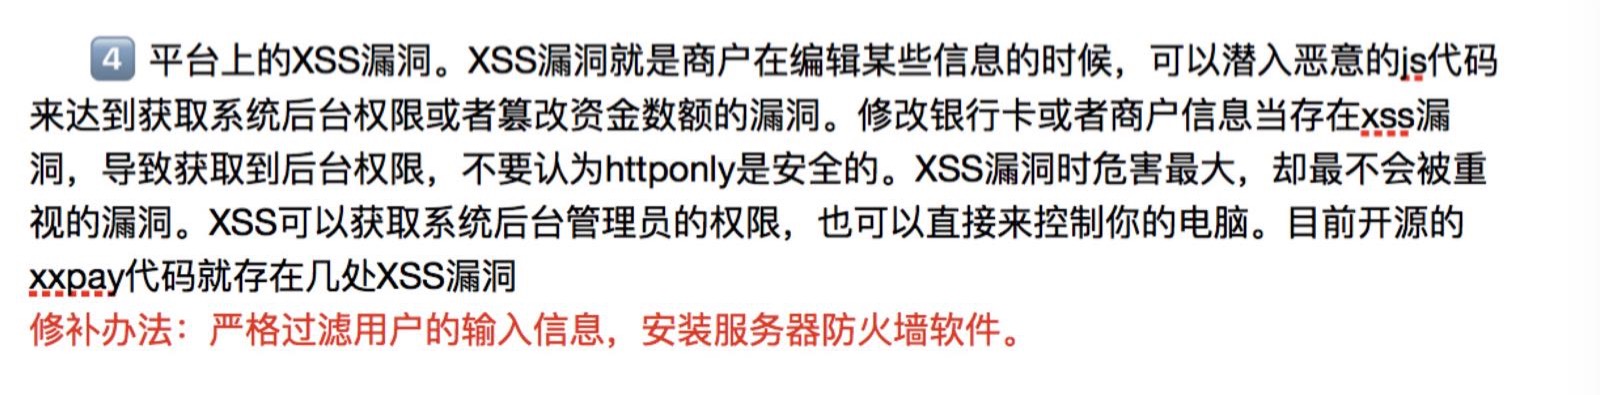 4 平台上的XSS漏洞。XSS漏洞就是商户在编辑某些信息的时候，可以潜入恶意的js代码
来达到获取系统后台权限或者篡改资金数额的漏洞。修改银行卡或者商户信息当存在xss漏
洞，导致获取到后台权限，不要认为httponly是安全的。XSS漏洞时危害最大，却最不会被重
视的漏洞。XSS可以获取系统后台管理员的权限，也可以直接来控制你的电脑。目前开源的
xxpay代码就存在几处XSS漏洞
修补办法：严格过滤用户的输入信息，安装服务器防火墙软件。